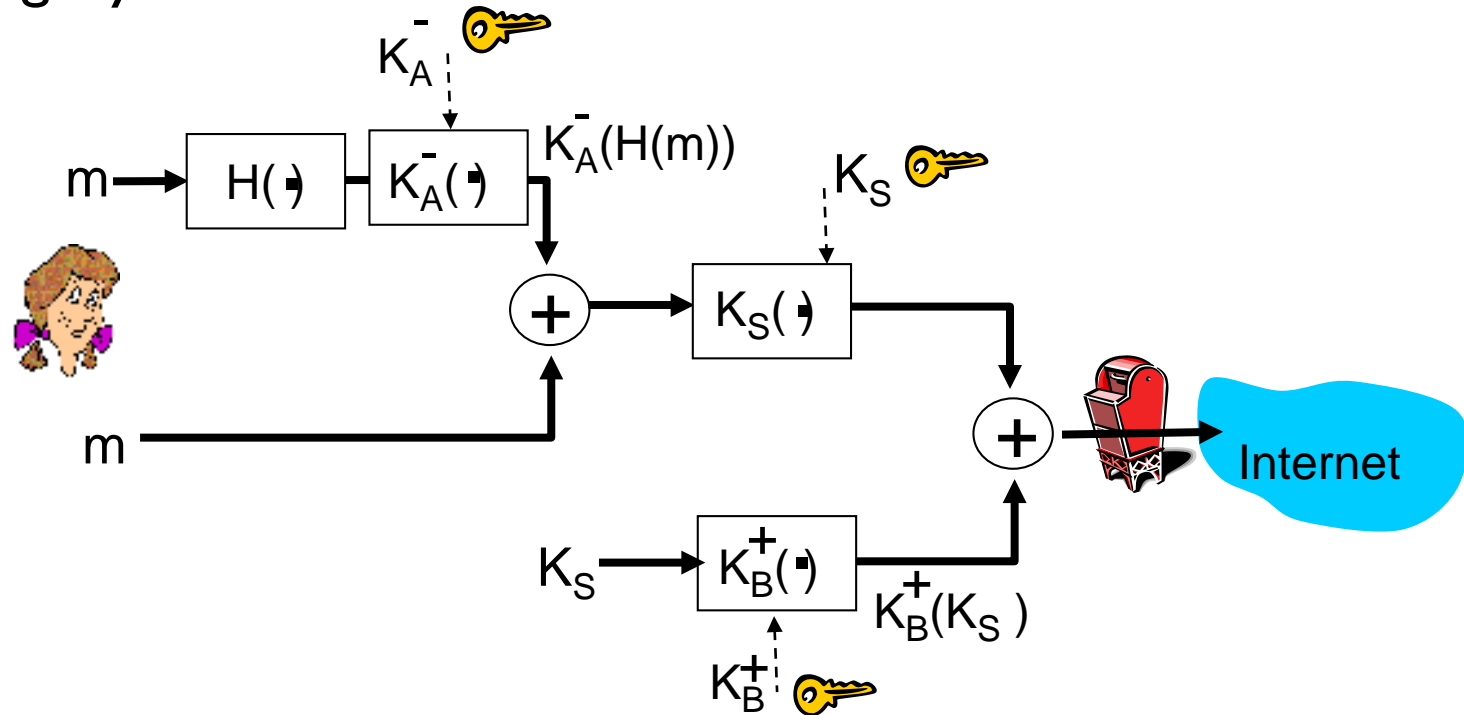 g y
K_A^-
m
H(·)
K_A^-(·)
K_A^-(H(m))
K_S
+
K_S(·)
m
+
Internet
K_S
K_B^+(·)
K_B^+(K_S )
K_B^+